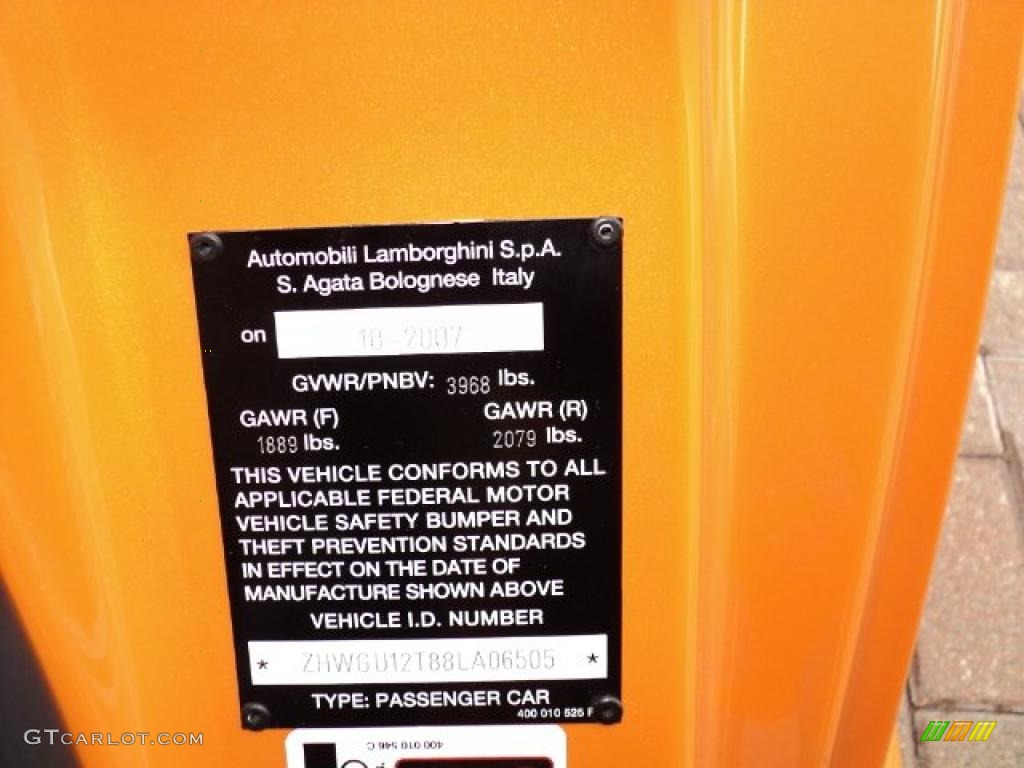 Automobili Lamborghini S.p.A.
S. Agata Bolognese Italy
on 10-2007
GVWR/PNBV: 3968 lbs.
GAWR (F) GAWR (R)
1889 lbs. 2079 lbs.
THIS VEHICLE CONFORMS TO ALL
APPLICABLE FEDERAL MOTOR
VEHICLE SAFETY BUMPER AND
THEFT PREVENTION STANDARDS
IN EFFECT ON THE DATE OF
MANUFACTURE SHOWN ABOVE
VEHICLE I.D. NUMBER
* ZHWGU12T88LA06505 *
TYPE: PASSENGER CAR
400 010 525 F
400 010 546 C
GTCARLOT.COM